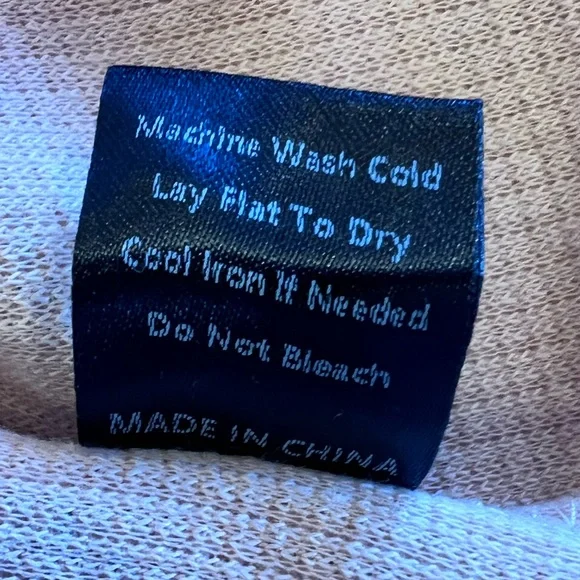 Machine Wash Cold
Lay Flat To Dry
Cool Iron If Needed
Do Not Bleach
MADE IN CHINA